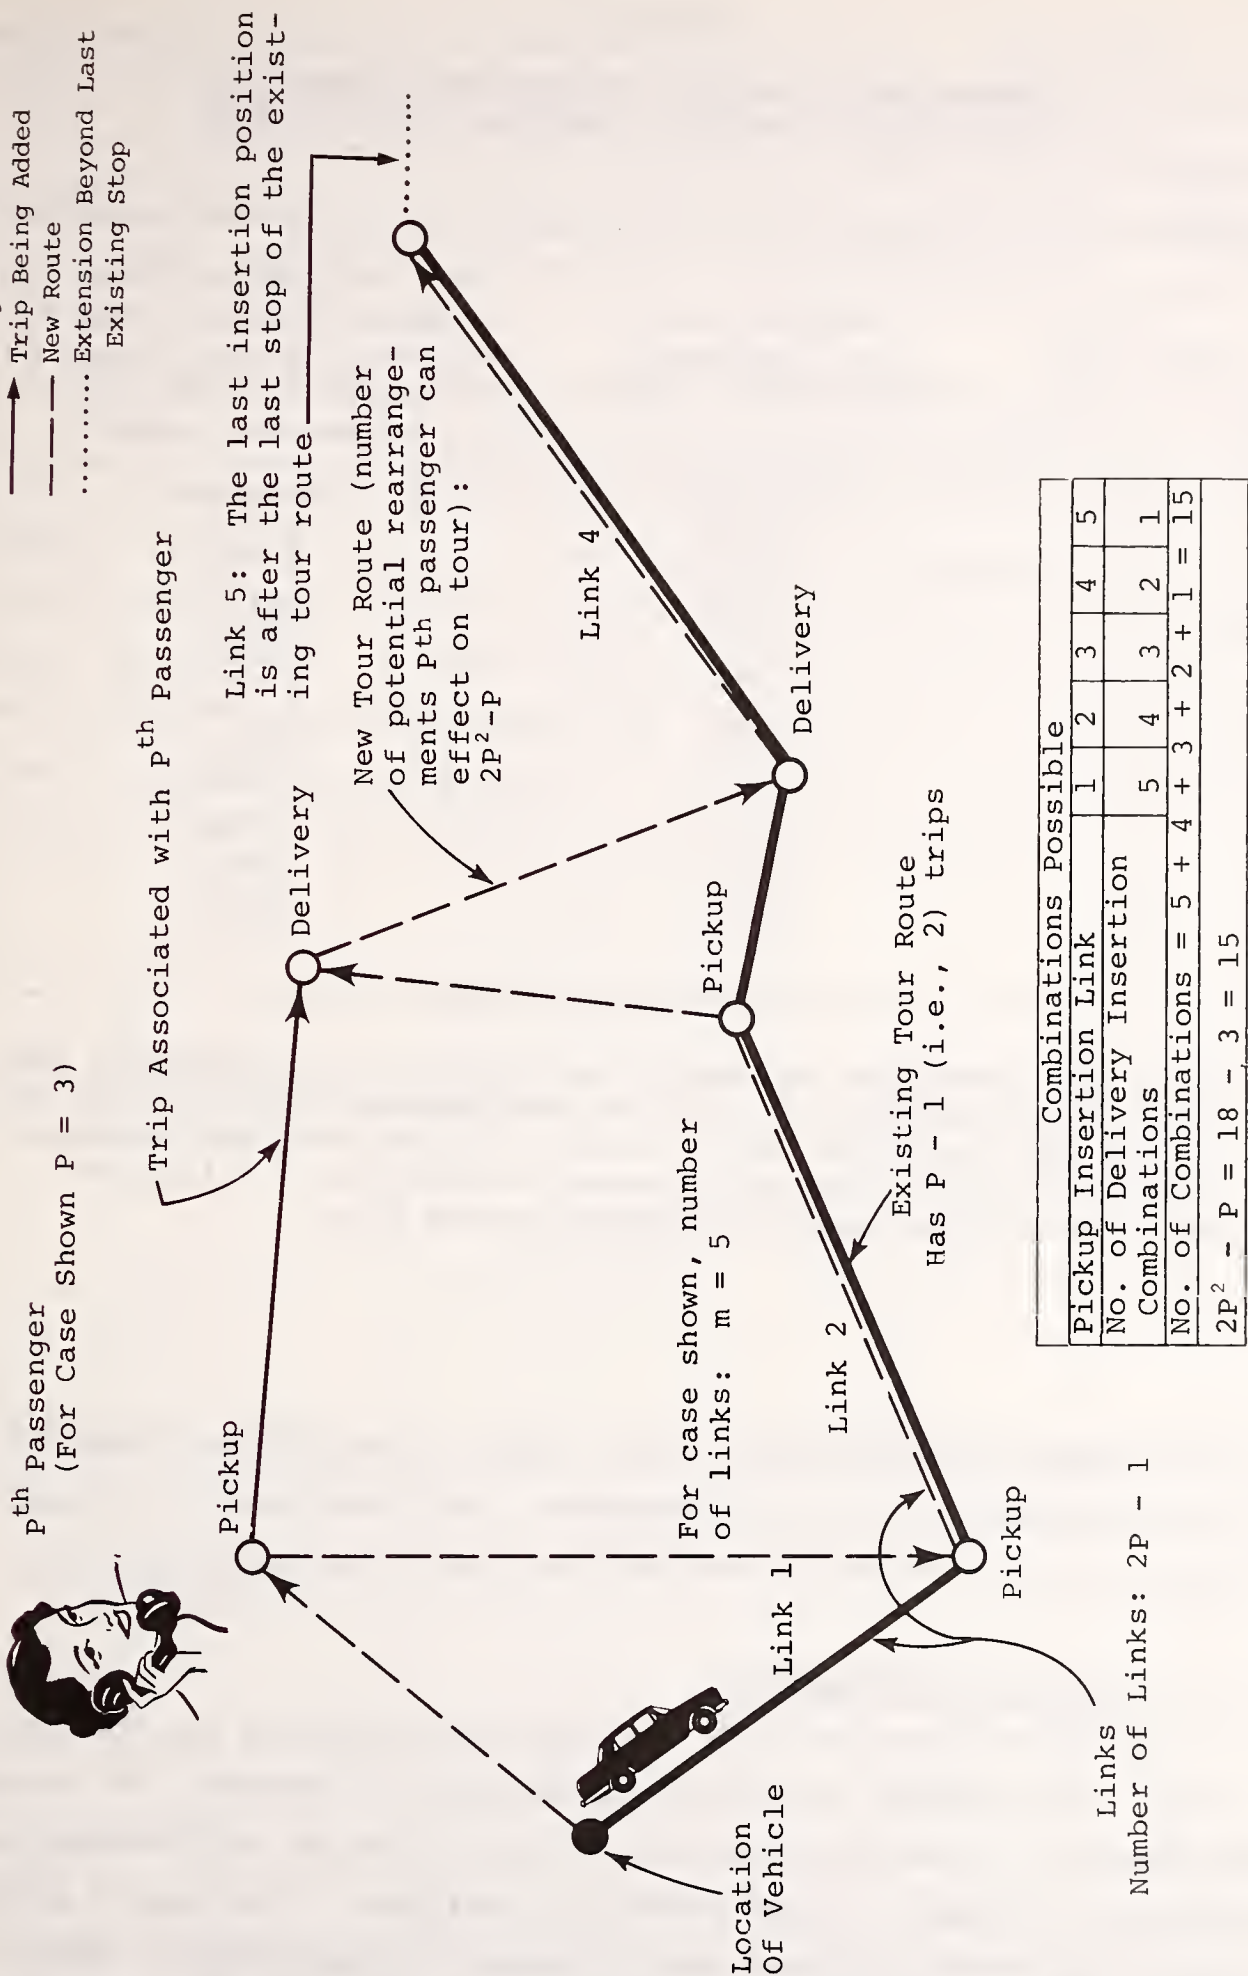 Trip Being Added
New Route
Extension Beyond Last
Existing Stop
Pth Passenger
(For Case Shown P = 3)
Trip Associated with Pth Passenger
Link 5: The last insertion position
is after the last stop of the exist-
ing tour route
New Tour Route (number
of potential rearrange-
ments Pth passenger can
effect on tour):
2P²-P
Pickup
Delivery
For case shown, number
of links: m = 5
Pickup
Link 4
Delivery
Link 1
Link 2
Existing Tour Route
Has P - 1 (i.e., 2) trips
Location
Of Vehicle
Pickup
Links
Number of Links: 2P - 1
Combinations Possible
Pickup Insertion Link 1 2 3 4 5
No. of Delivery Insertion
Combinations 5 4 3 2 1
No. of Combinations = 5 + 4 + 3 + 2 + 1 = 15
2P² - P = 18 - 3 = 15